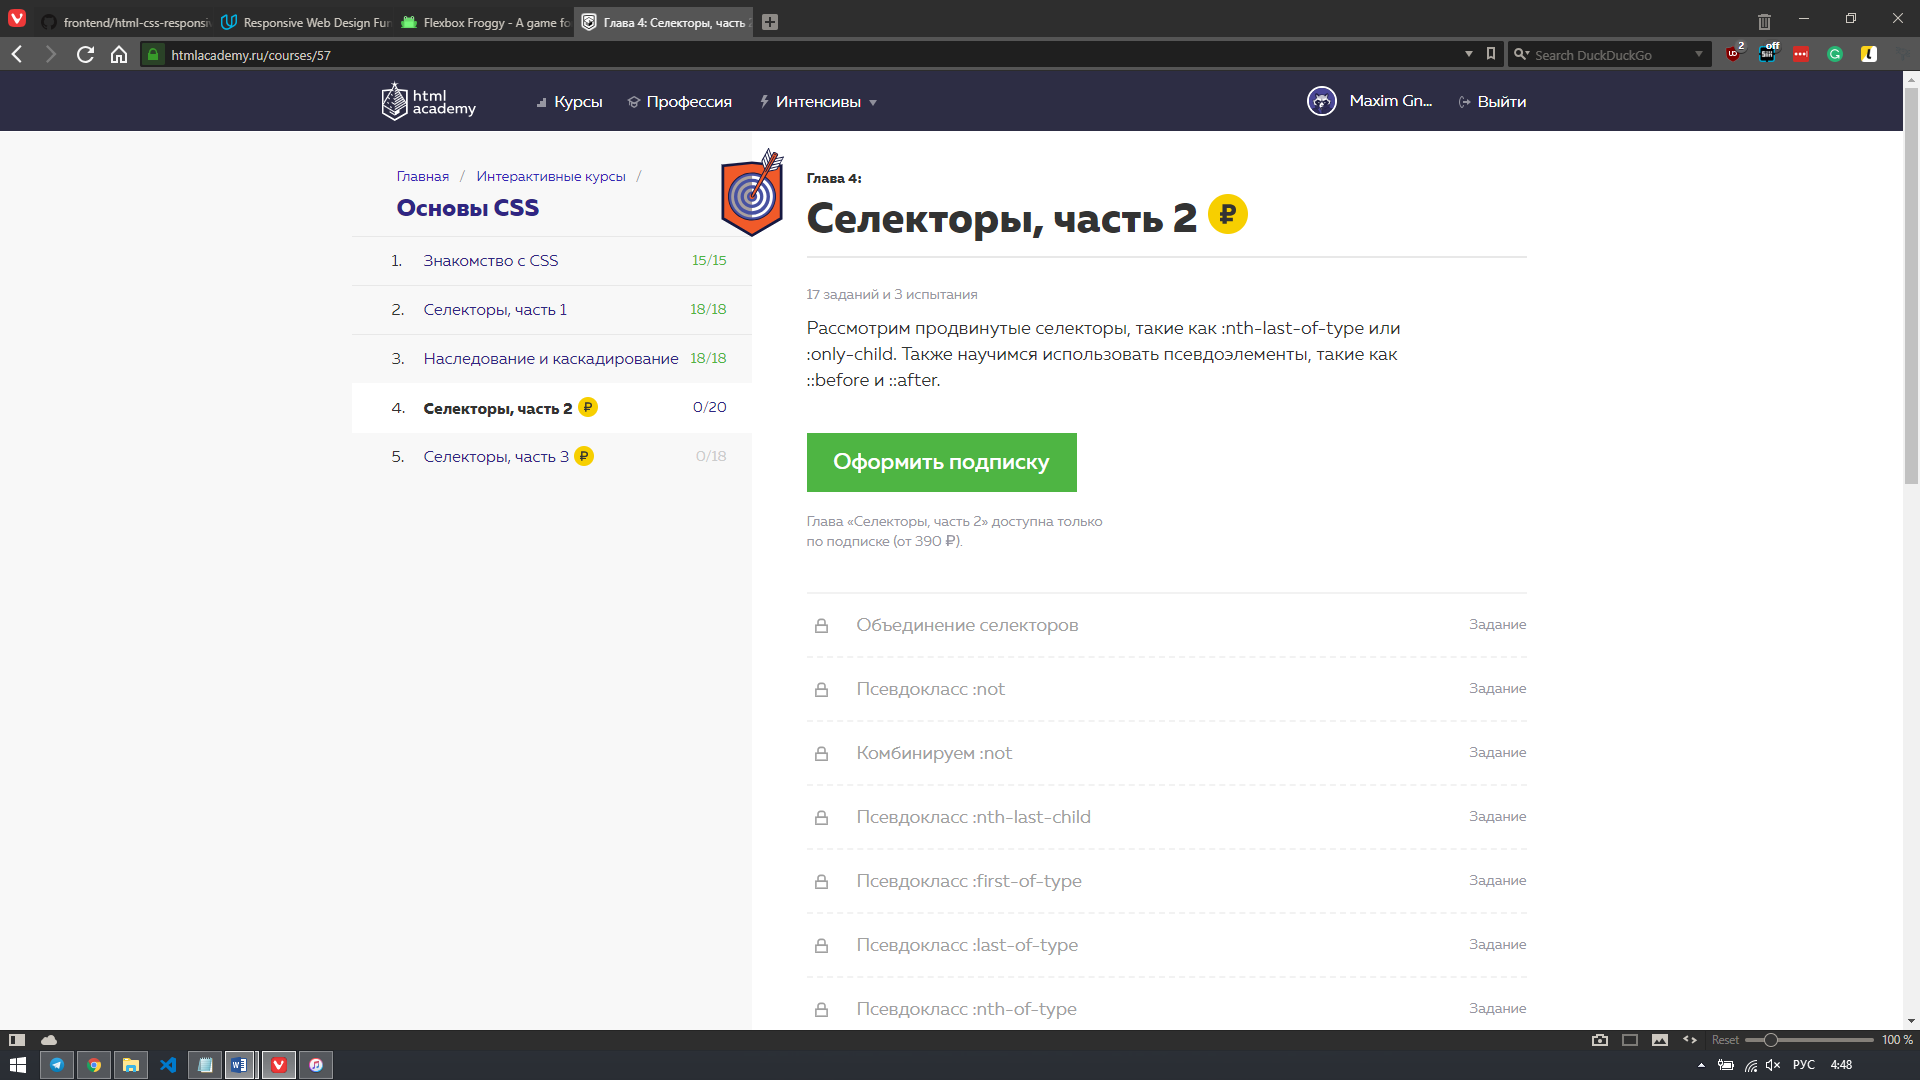 frontend/html-css-responsiv
Responsive Web Design Fun
Flexbox Froggy - A game fo
Глава 4: Селекторы, часть 2
htmlacademy.ru/courses/57
Search DuckDuckGo
2
off
html
academy
Курсы
Профессия
Интенсивы
Maxim Gn...
Выйти
Главная / Интерактивные курсы /
Основы CSS
1. Знакомство с CSS 15/15
2. Селекторы, часть 1 18/18
3. Наследование и каскадирование 18/18
4. Селекторы, часть 2 ₽ 0/20
5. Селекторы, часть 3 ₽ 0/18
Глава 4:
Селекторы, часть 2 ₽
17 заданий и 3 испытания
Рассмотрим продвинутые селекторы, такие как :nth-last-of-type или
:only-child. Также научимся использовать псевдоэлементы, такие как
::before и ::after.
Оформить подписку
Глава «Селекторы, часть 2» доступна только
по подписке (от 390 ₽).
Объединение селекторов Задание
Псевдокласс :not Задание
Комбинируем :not Задание
Псевдокласс :nth-last-child Задание
Псевдокласс :first-of-type Задание
Псевдокласс :last-of-type Задание
Псевдокласс :nth-of-type Задание
Reset
100 %
РУС
4:48